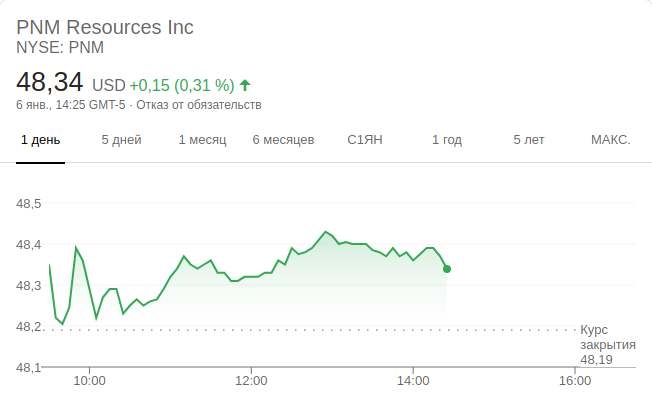 PNM Resources Inc
NYSE: PNM
48,34 USD +0,15 (0,31 %)
6 янв., 14:25 GMT-5 · Отказ от обязательств
1 день 5 дней 1 месяц 6 месяцев С1ЯН 1 год 5 лет МАКС.
48,5
48,4
48,3
48,2
Курс
закрытия
48,19
48,1
10:00 12:00 14:00 16:00